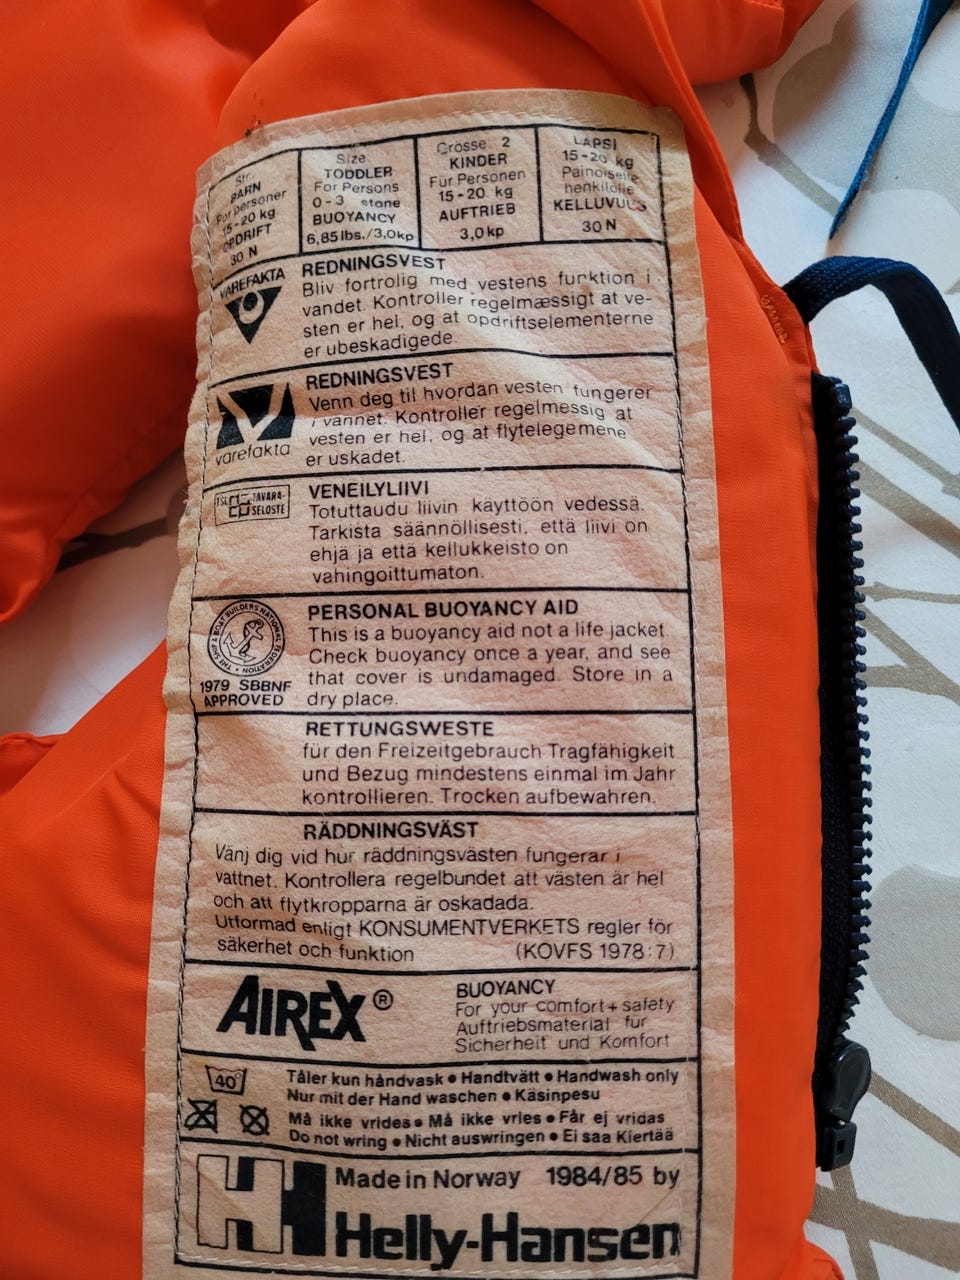 Str.
BARN
For personer
15-20 kg
OPDRIFT
30 N
Size
TODDLER
For Persons
0-3 stone
BUOYANCY
6,85 lbs./3,0kp
Grösse 2
KINDER
Für Personen
15-20 kg
AUFTRIEB
3,0kp
LAPSI
15-20 kg
Painoisele
henkilölle
KELLUVUUS
30 N
VAREFAKTA
REDNINGSVEST
Bliv fortrolig med vestens funktion i
vandet. Kontroller regelmæssigt at ve-
sten er hel, og at opdriftselementerne
er ubeskadigede.
varefakta
REDNINGSVEST
Venn deg til hvordan vesten fungerer
i vannet. Kontroller regelmessig at
vesten er hel, og at flytelegemene
er uskadet.
TSL TAVARA-
SELOSTE
VENEILYLIIVI
Totuttaudu liivin käyttöön vedessä.
Tarkista säännöllisesti, että liivi on
ehjä ja että kellukkeisto on
vahingoittumaton.
THE SHIP & BOAT BUILDERS NATIONAL FEDERATION
1979 SBBNF
APPROVED
PERSONAL BUOYANCY AID
This is a buoyancy aid not a life jacket.
Check buoyancy once a year, and see
that cover is undamaged. Store in a
dry place.
RETTUNGSWESTE
für den Freizeitgebrauch Tragfähigkeit
und Bezug mindestens einmal im Jahr
kontrollieren. Trocken aufbewahren.
RÄDDNINGSVÄST
Vänj dig vid hur räddningsvästen fungerar i
vattnet. Kontrollera regelbundet att västen är hel
och att flytkropparna är oskadada.
Utformad enligt KONSUMENTVERKETS regler för
säkerhet och funktion (KOVFS 1978:7)
AIREX®
BUOYANCY
For your comfort+safety
Auftriebsmaterial für
Sicherheit und Komfort
40°
Tåler kun håndvask • Handtvätt • Handwash only
Nur mit der Hand waschen • Käsinpesu
Må ikke vrides • Må ikke vries • Får ej vridas
Do not wring • Nicht auswringen • Ei saa Kiertää
HH
Made in Norway 1984/85 by
Helly-Hansen